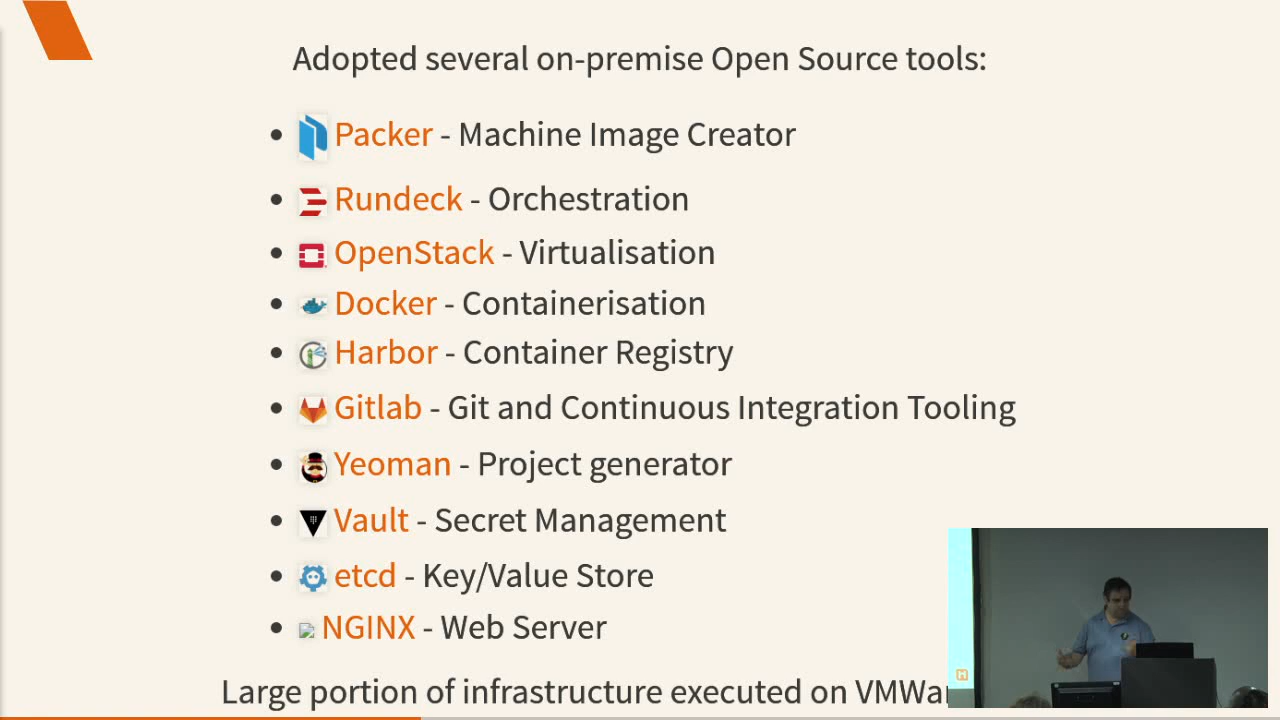 Adopted several on-premise Open Source tools:
• Packer - Machine Image Creator
• Rundeck - Orchestration
• OpenStack - Virtualisation
• Docker - Containerisation
• Harbor - Container Registry
• Gitlab - Git and Continuous Integration Tooling
• Yeoman - Project generator
• Vault - Secret Management
• etcd - Key/Value Store
• NGINX - Web Server
Large portion of infrastructure executed on